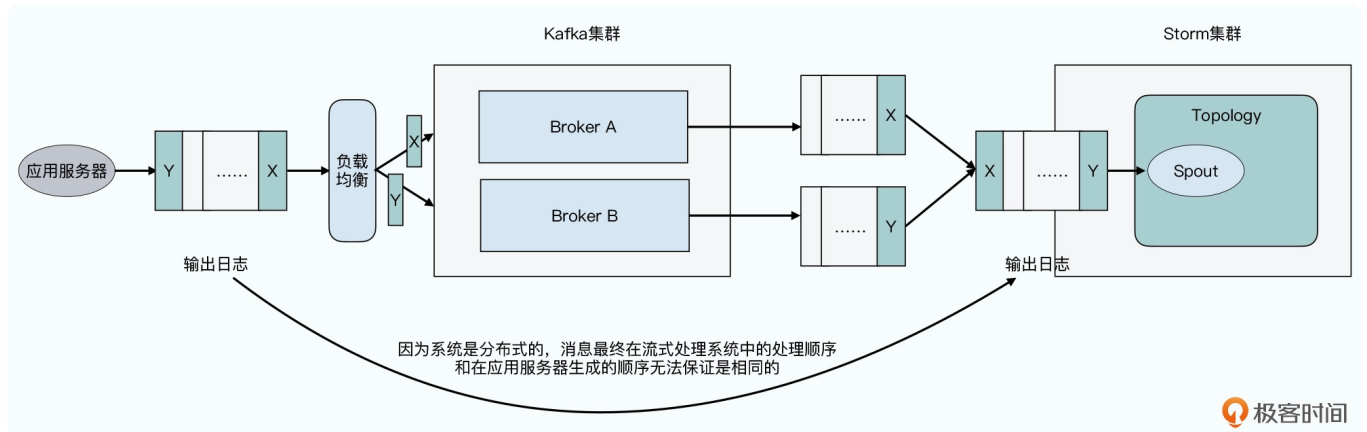 Kafka集群
Storm集群
应用服务器
Y
……
X
负载
均衡
X
Y
Broker A
Broker B
……
X
……
Y
X
……
Y
Topology
Spout
输出日志
输出日志
因为系统是分布式的，消息最终在流式处理系统中的处理顺序
和在应用服务器生成的顺序无法保证是相同的
极客时间